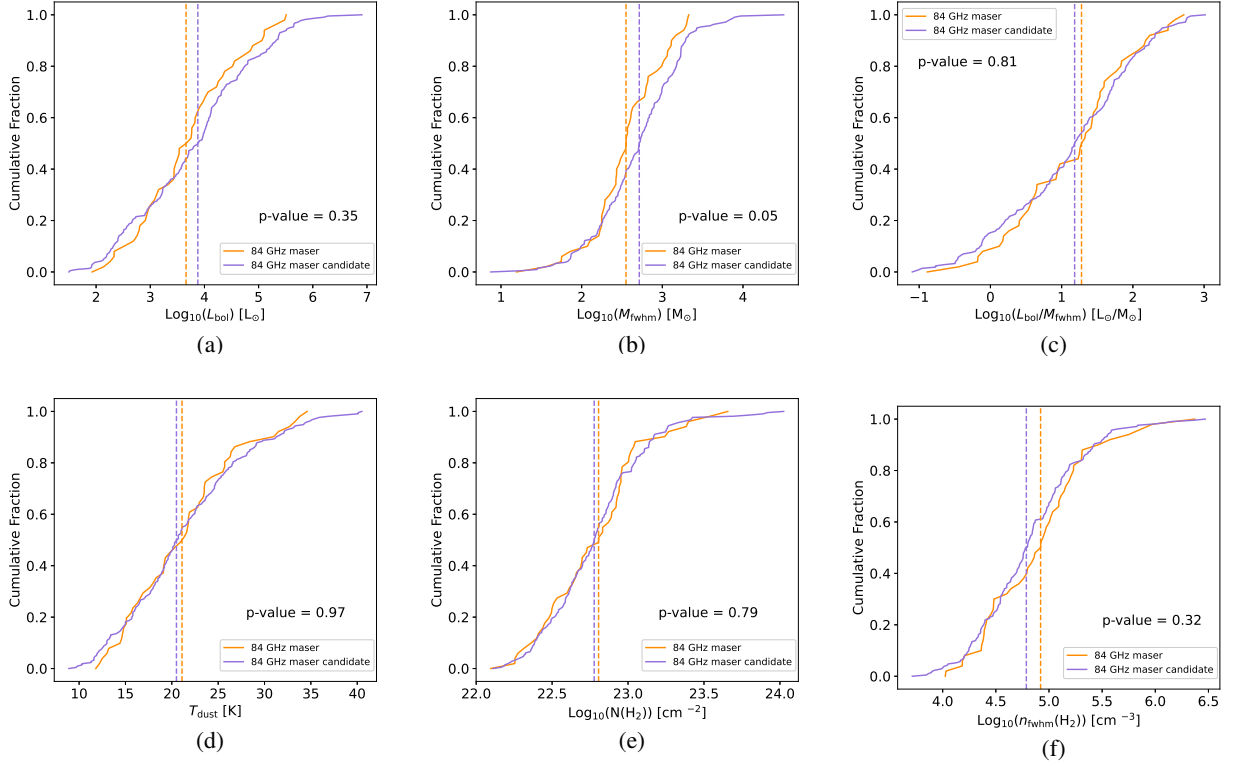 1.0
0.8
0.6
0.4
0.2
0.0
Cumulative Fraction
p-value = 0.35
84 GHz maser
84 GHz maser candidate
2 3 4 5 6 7
Log₁₀(L_bol) [L⊙]
(a)
1.0
0.8
0.6
0.4
0.2
0.0
Cumulative Fraction
p-value = 0.05
84 GHz maser
84 GHz maser candidate
1 2 3 4
Log₁₀(M_fwhm) [M⊙]
(b)
84 GHz maser
84 GHz maser candidate
p-value = 0.81
1.0
0.8
0.6
0.4
0.2
0.0
Cumulative Fraction
−1 0 1 2 3
Log₁₀(L_bol/M_fwhm) [L⊙/M⊙]
(c)
1.0
0.8
0.6
0.4
0.2
0.0
Cumulative Fraction
p-value = 0.97
84 GHz maser
84 GHz maser candidate
10 15 20 25 30 35 40
T_dust [K]
(d)
1.0
0.8
0.6
0.4
0.2
0.0
Cumulative Fraction
p-value = 0.79
84 GHz maser
84 GHz maser candidate
22.0 22.5 23.0 23.5 24.0
Log₁₀(N(H₂)) [cm ⁻²]
(e)
1.0
0.8
0.6
0.4
0.2
0.0
Cumulative Fraction
p-value = 0.32
84 GHz maser
84 GHz maser candidate
4.0 4.5 5.0 5.5 6.0 6.5
Log₁₀(n_fwhm(H₂)) [cm ⁻³]
(f)